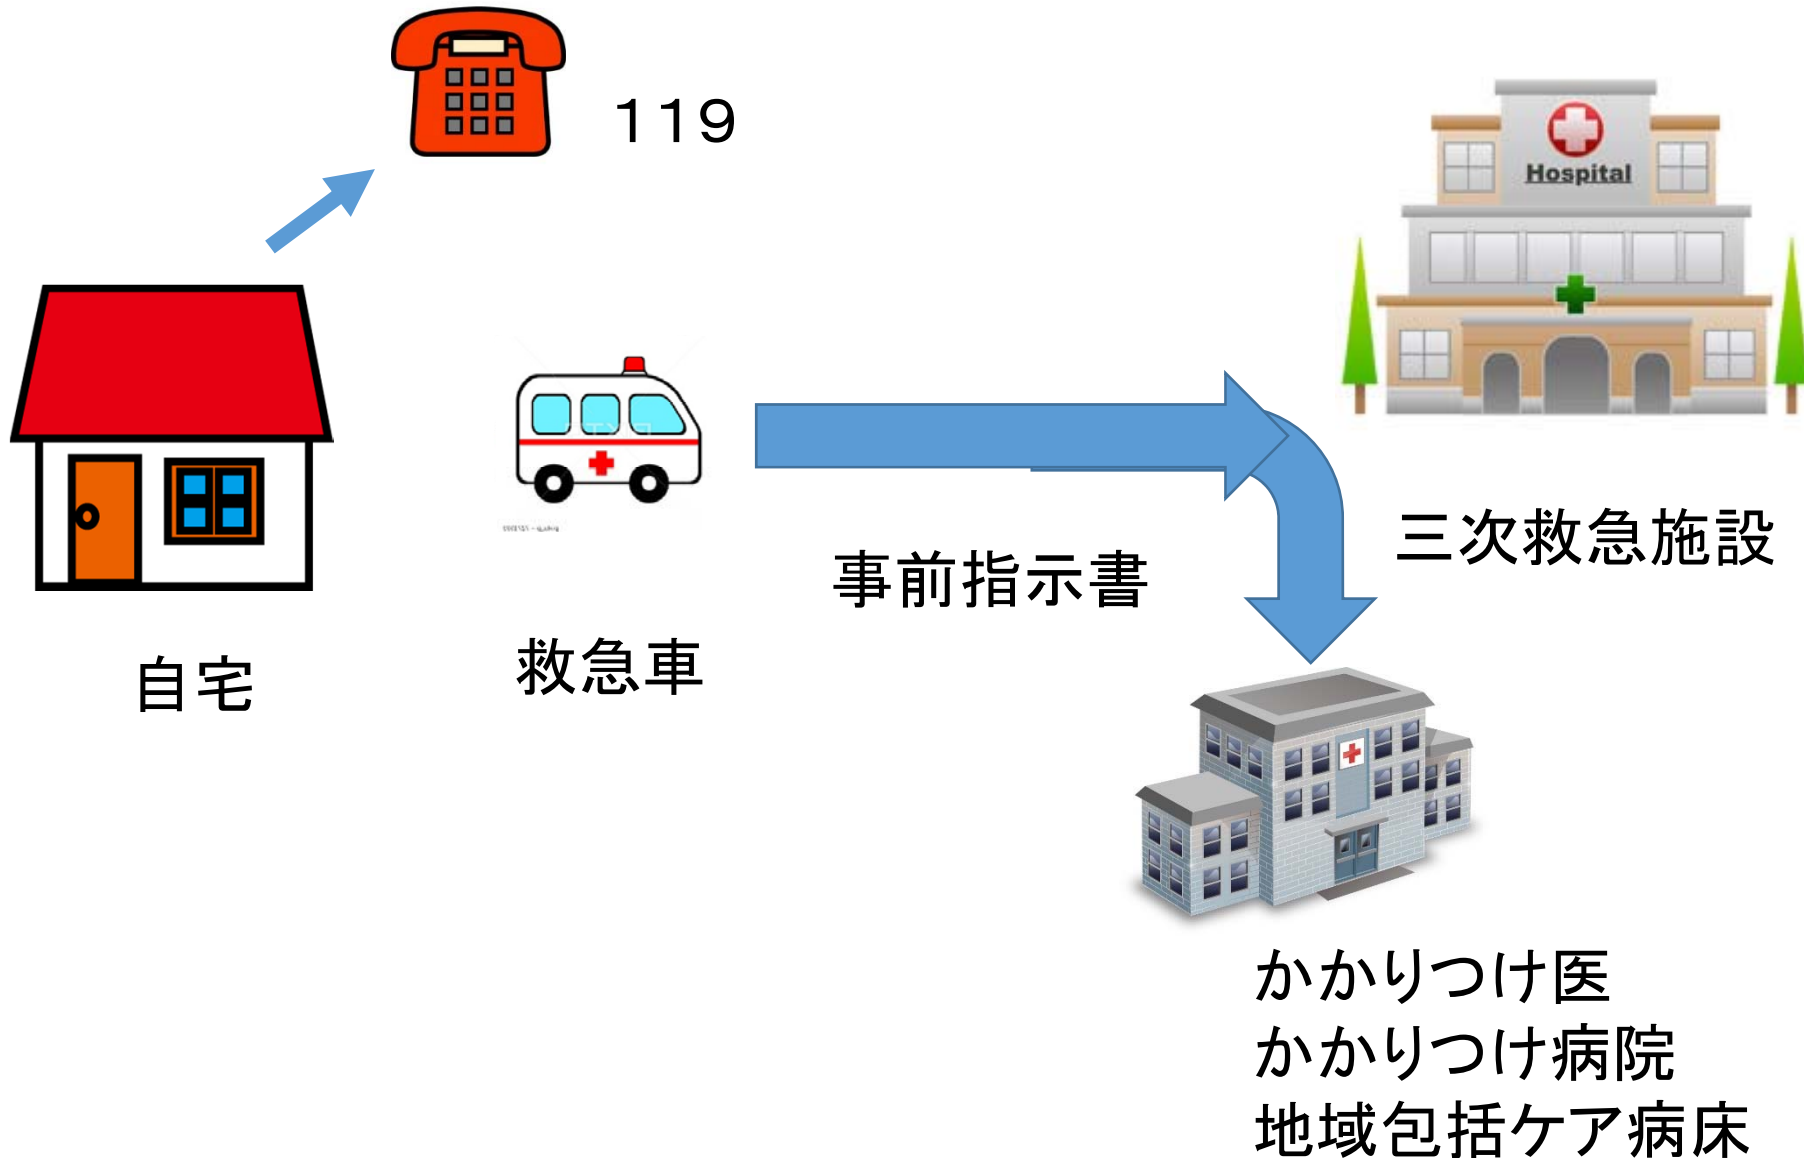 119
Hospital
三次救急施設
事前指示書
救急車
自宅
かかりつけ医
かかりつけ病院
地域包括ケア病床